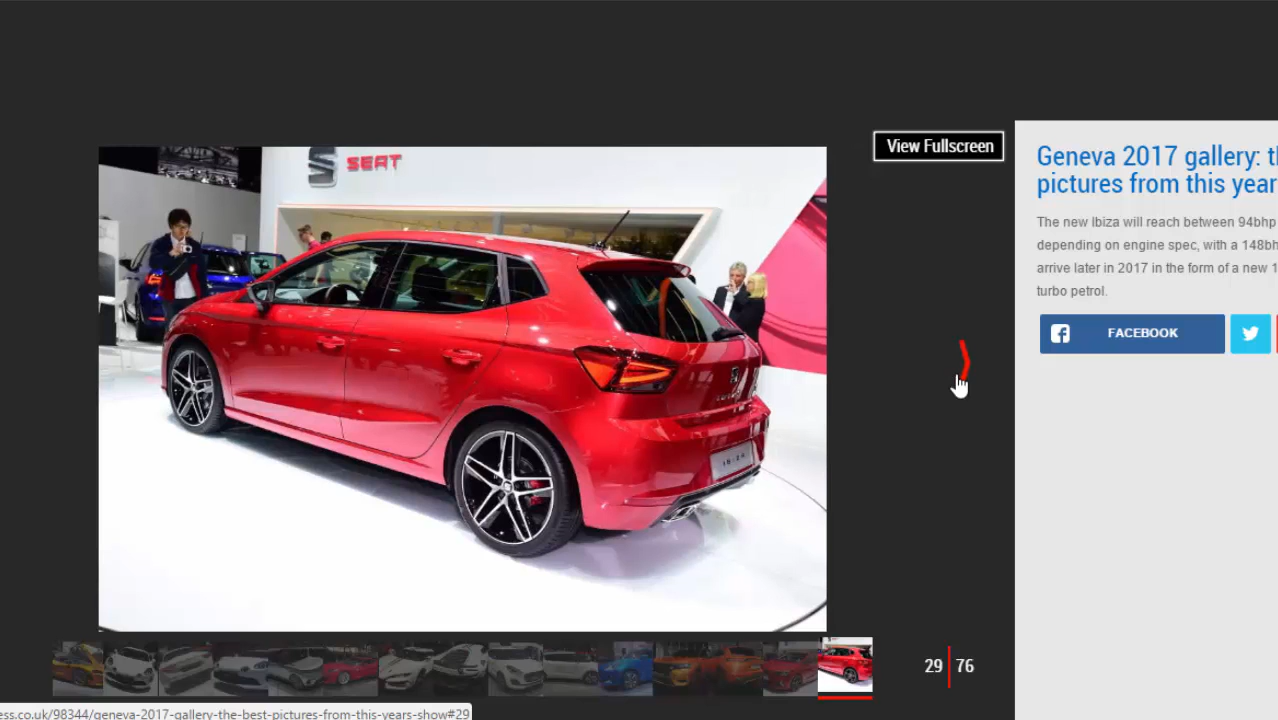 View Fullscreen
SEAT
Geneva 2017 gallery: t
pictures from this year
The new Ibiza will reach between 94bhp
depending on engine spec, with a 148bh
arrive later in 2017 in the form of a new 1
turbo petrol.
FACEBOOK
IBIZA
29 76
ess.co.uk/98344/geneva-2017-gallery-the-best-pictures-from-this-years-show#29